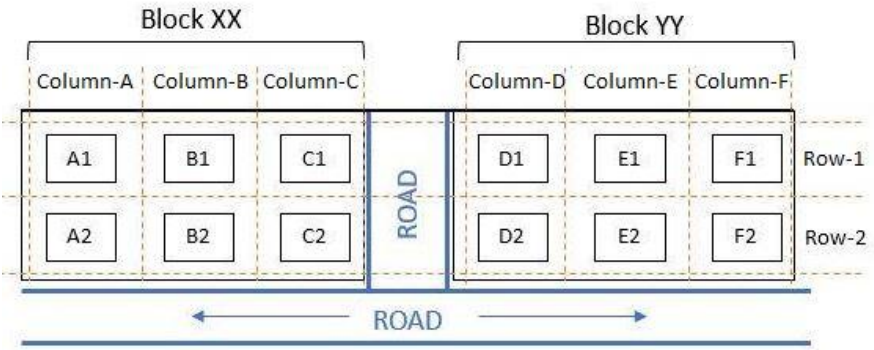 Block XX Block YY
Column-A Column-B Column-C Column-D Column-E Column-F
A1 B1 C1 D1 E1 F1 Row-1
ROAD
A2 B2 C2 D2 E2 F2 Row-2
ROAD